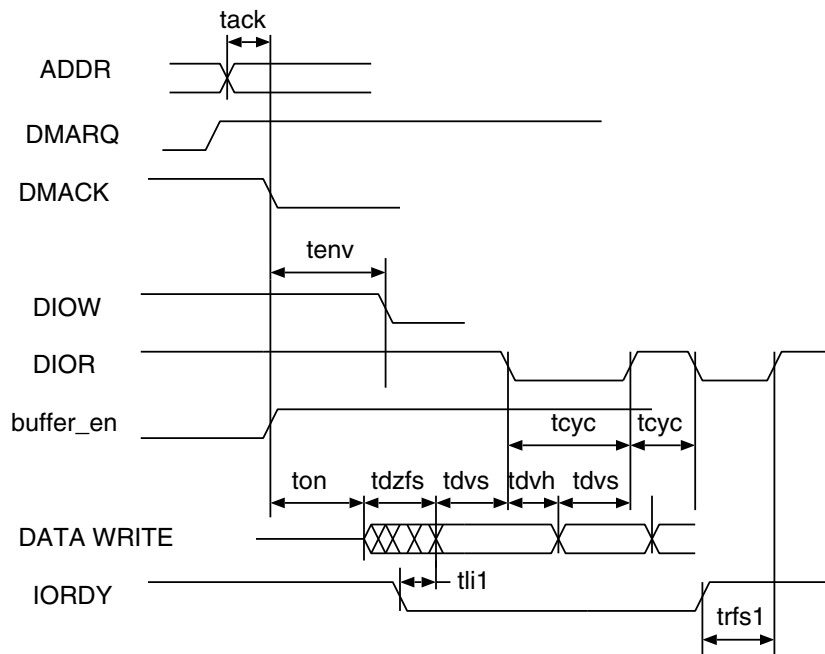 tack
ADDR
DMARQ
DMACK
tenv
DIOW
DIOR
buffer_en
tcyc tcyc
ton tdzfs tdvs tdvh tdvs
DATA WRITE
tli1
IORDY
trfs1